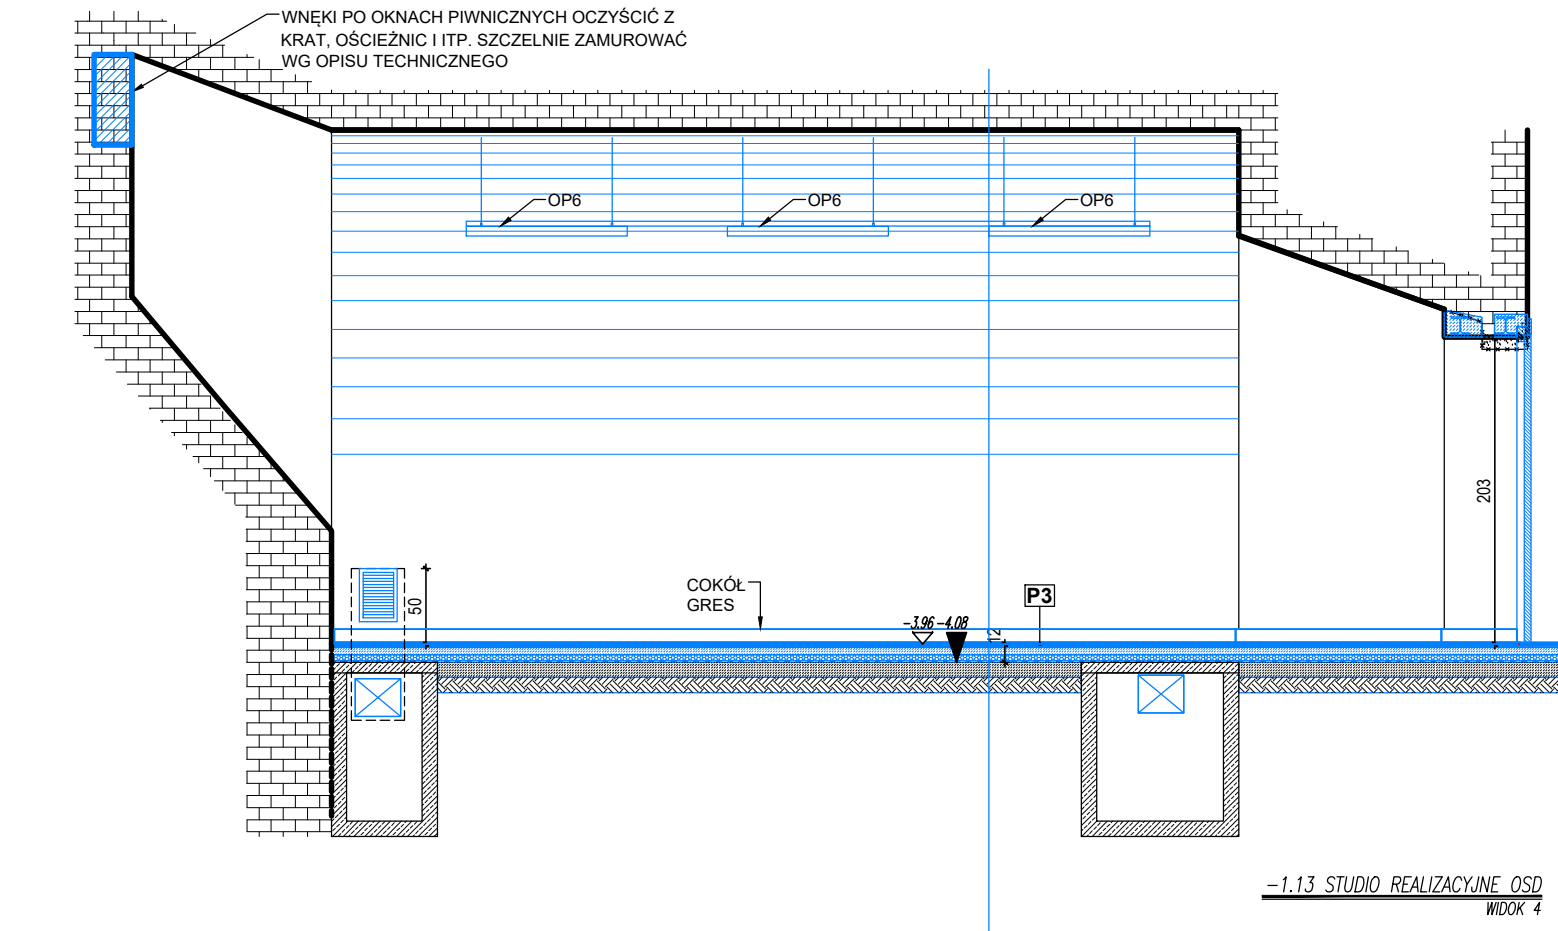 WNĘKI PO OKNACH PIWNICZNYCH OCZYŚCIĆ Z
KRAT, OŚCIEŻNIC I ITP. SZCZELNIE ZAMUROWAĆ
WG OPISU TECHNICZNEGO
OP6
OP6
OP6
203
50
COKÓŁ
GRES
P3
-3.96
-4.08
12
-1.13 STUDIO REALIZACYJNE OSD
WIDOK 4